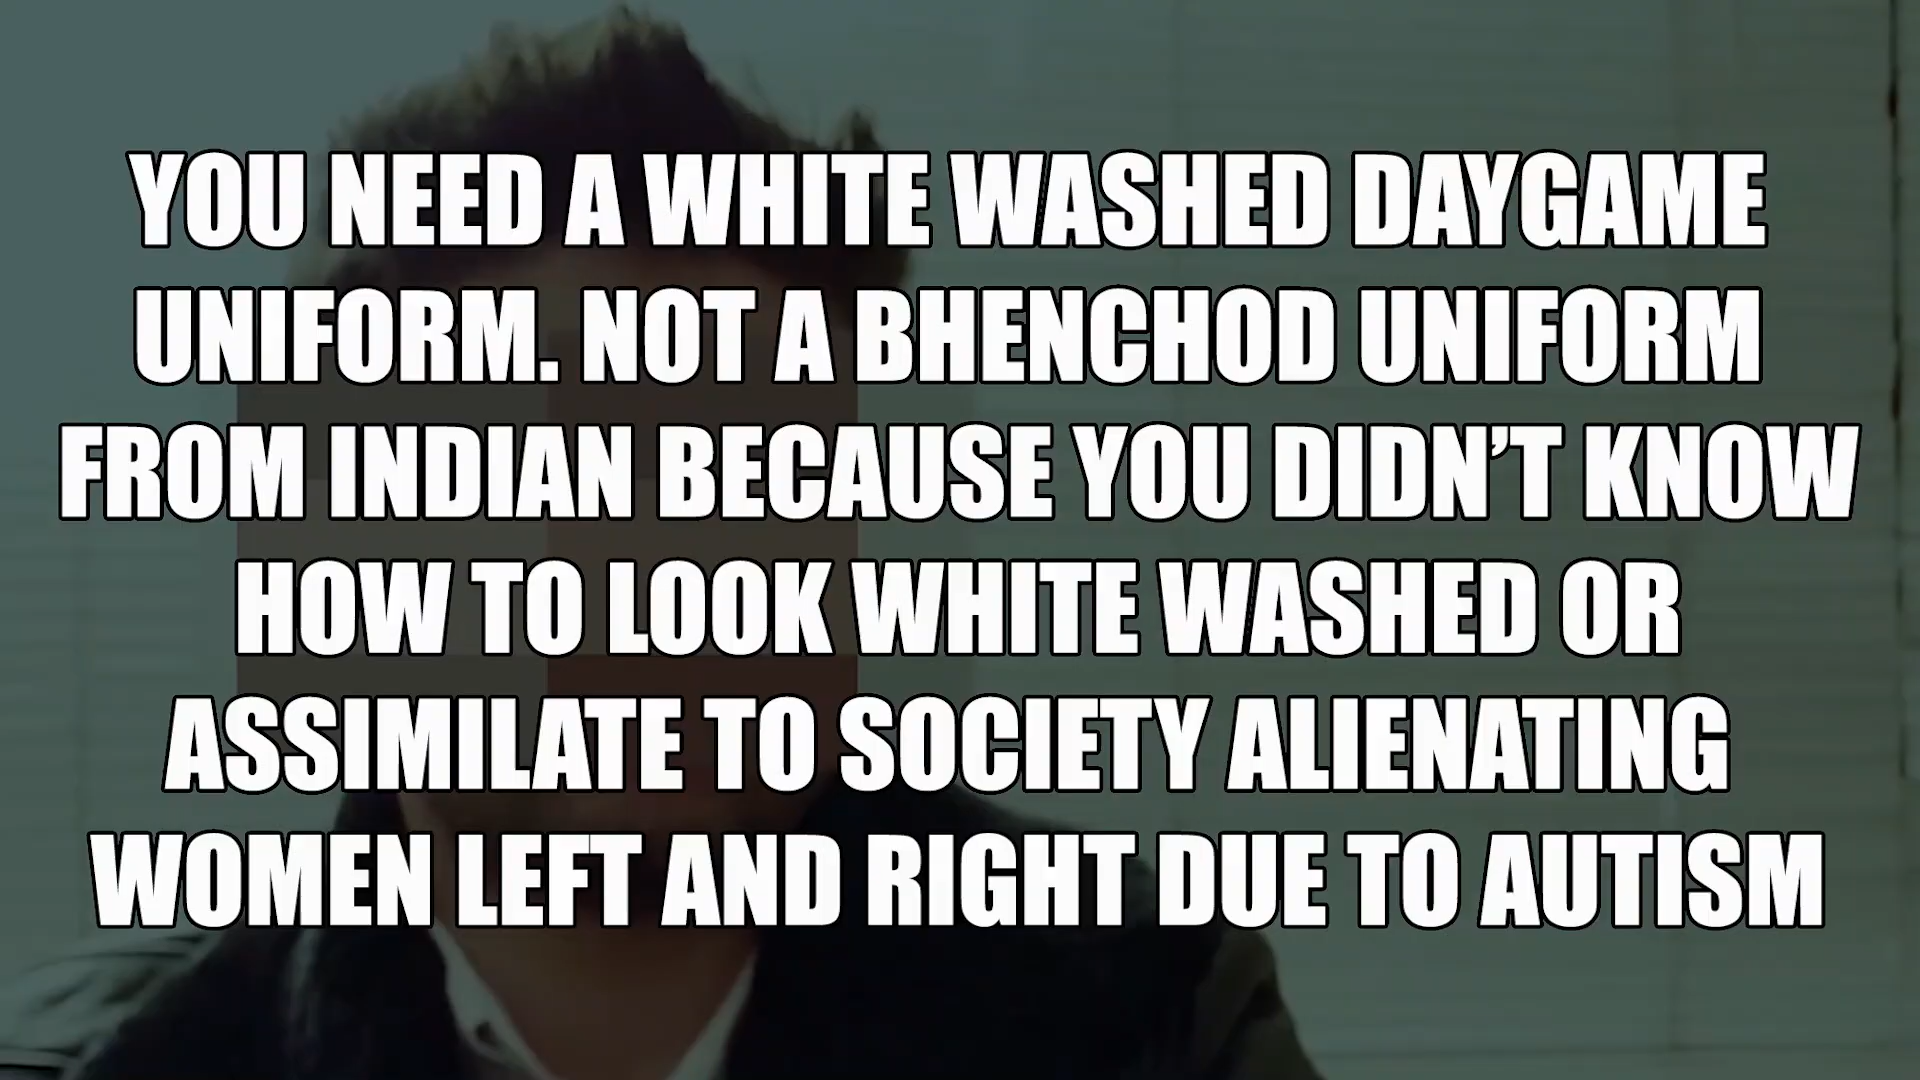 YOU NEED A WHITE WASHED DAYGAME
UNIFORM. NOT A BHENCHOD UNIFORM
FROM INDIAN BECAUSE YOU DIDN’T KNOW
HOW TO LOOK WHITE WASHED OR
ASSIMILATE TO SOCIETY ALIENATING
WOMEN LEFT AND RIGHT DUE TO AUTISM